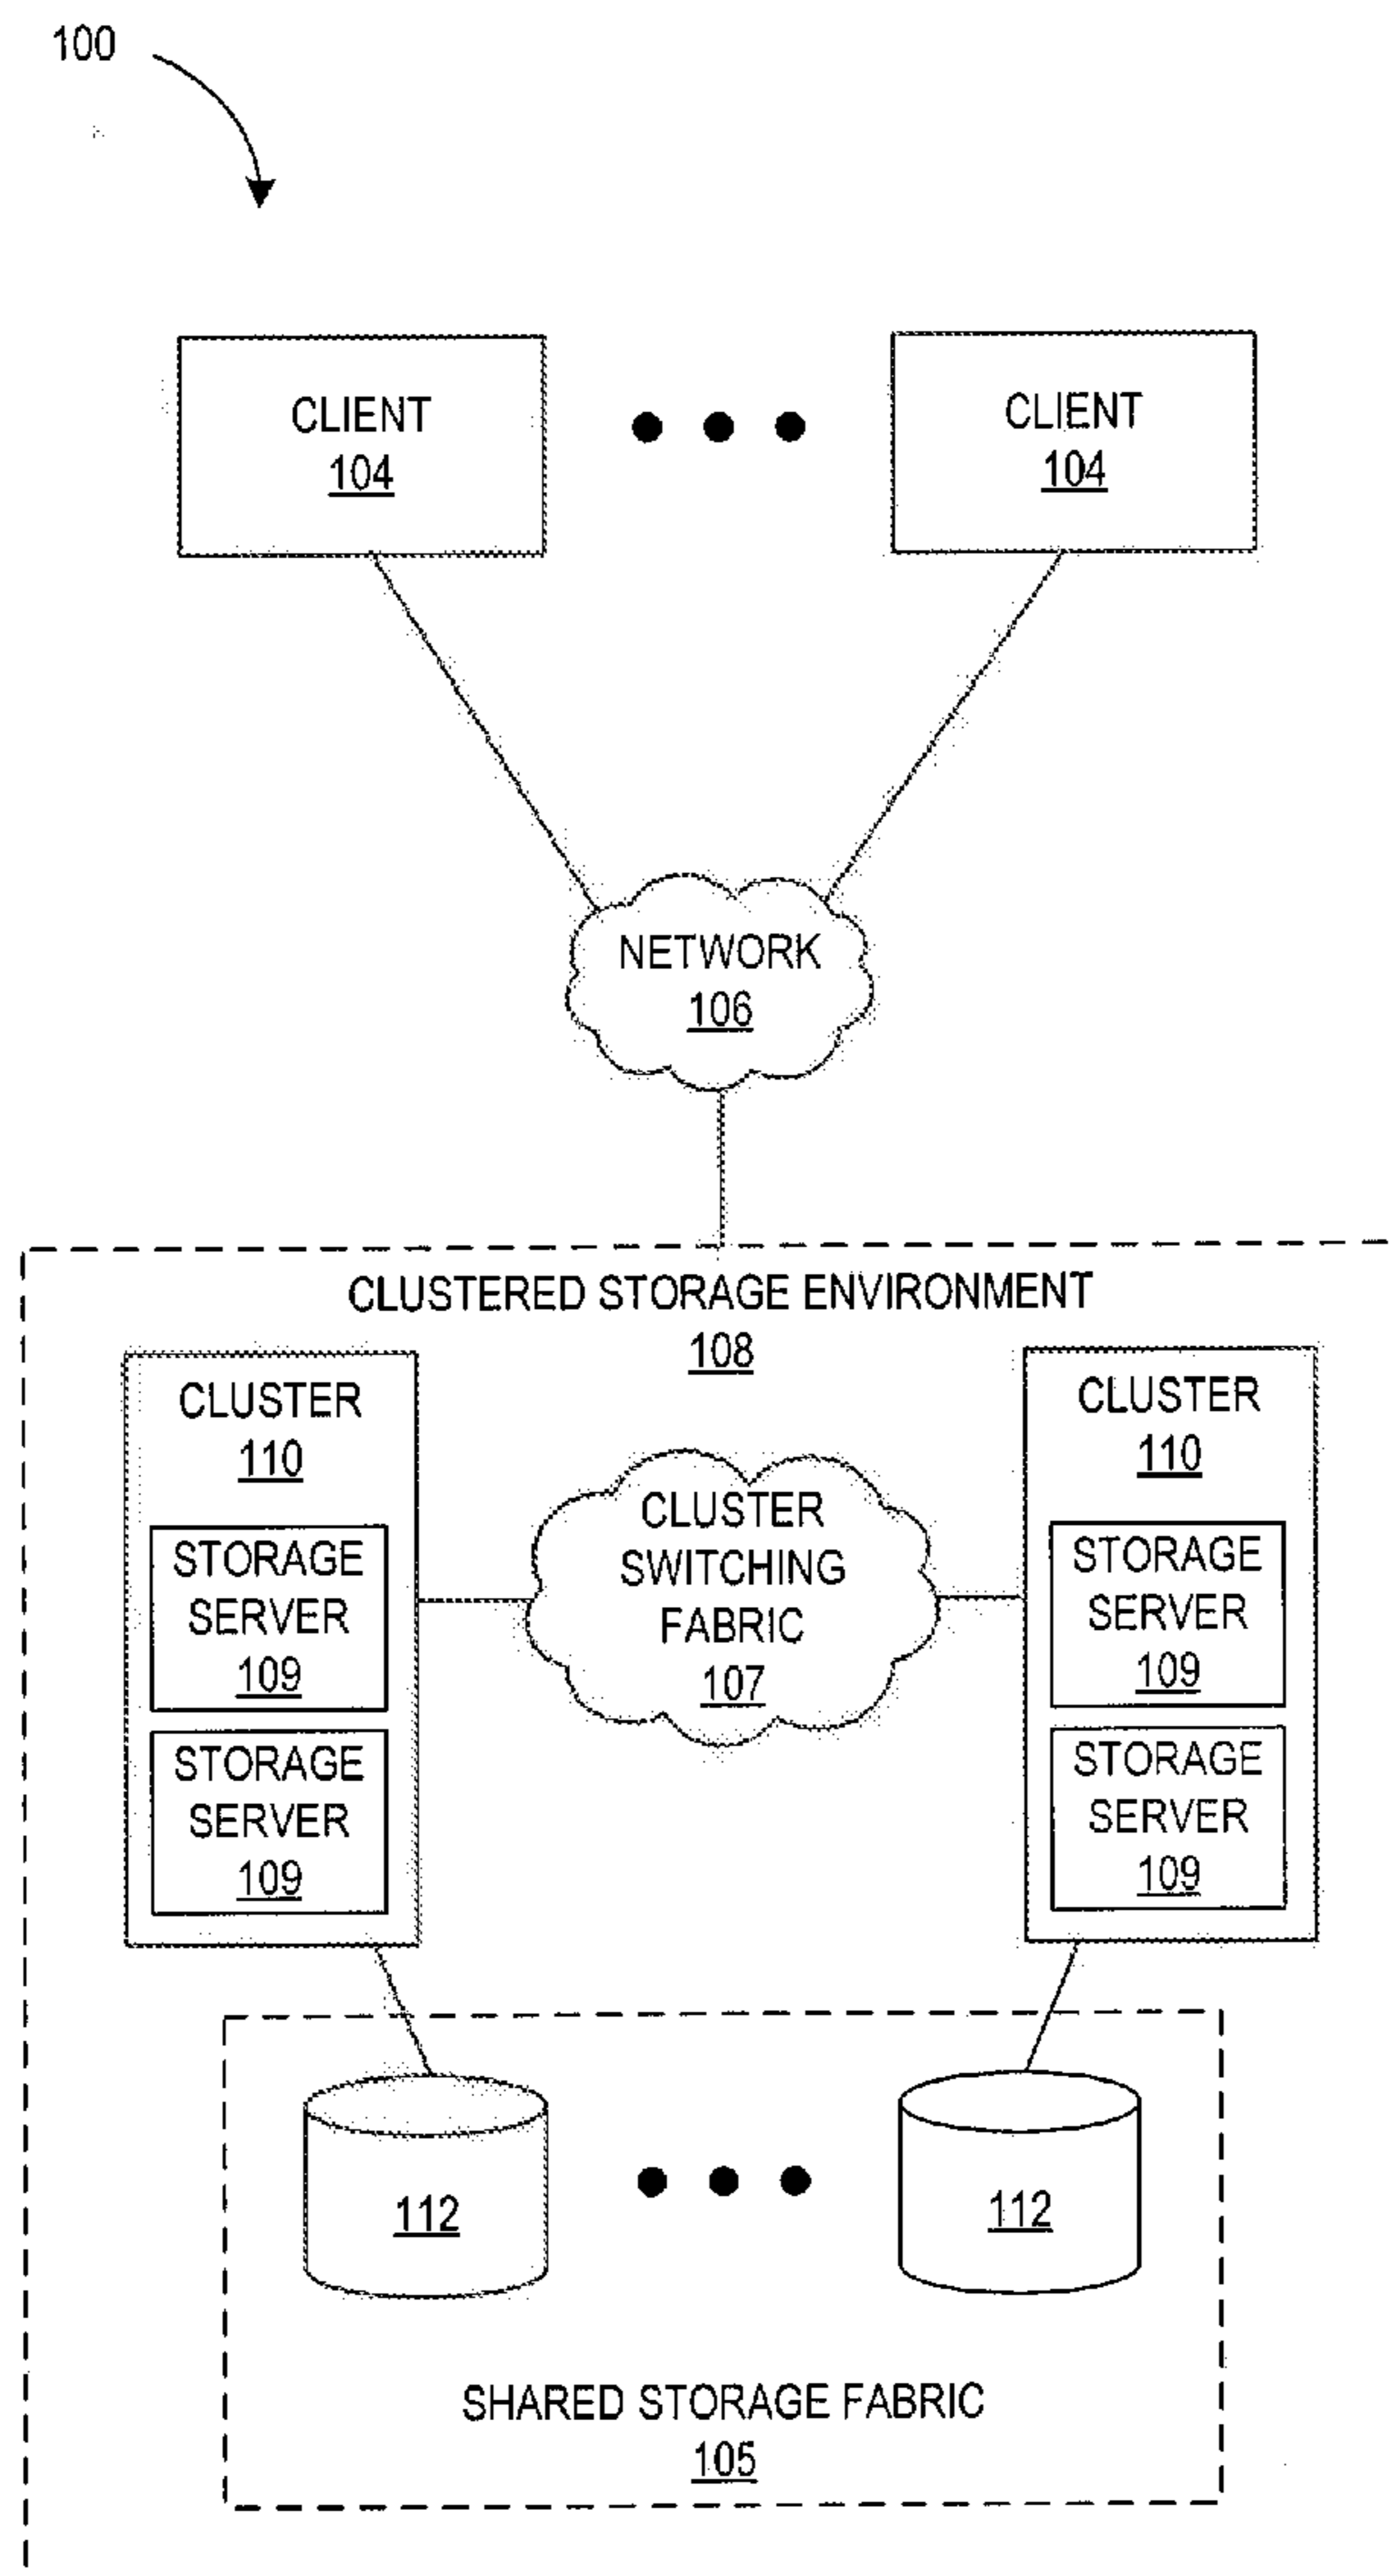 100
CLIENT
104
CLIENT
104
NETWORK
106
CLUSTERED STORAGE ENVIRONMENT
108
CLUSTER
110
STORAGE
SERVER
109
STORAGE
SERVER
109
CLUSTER
SWITCHING
FABRIC
107
CLUSTER
110
STORAGE
SERVER
109
STORAGE
SERVER
109
112
112
SHARED STORAGE FABRIC
105